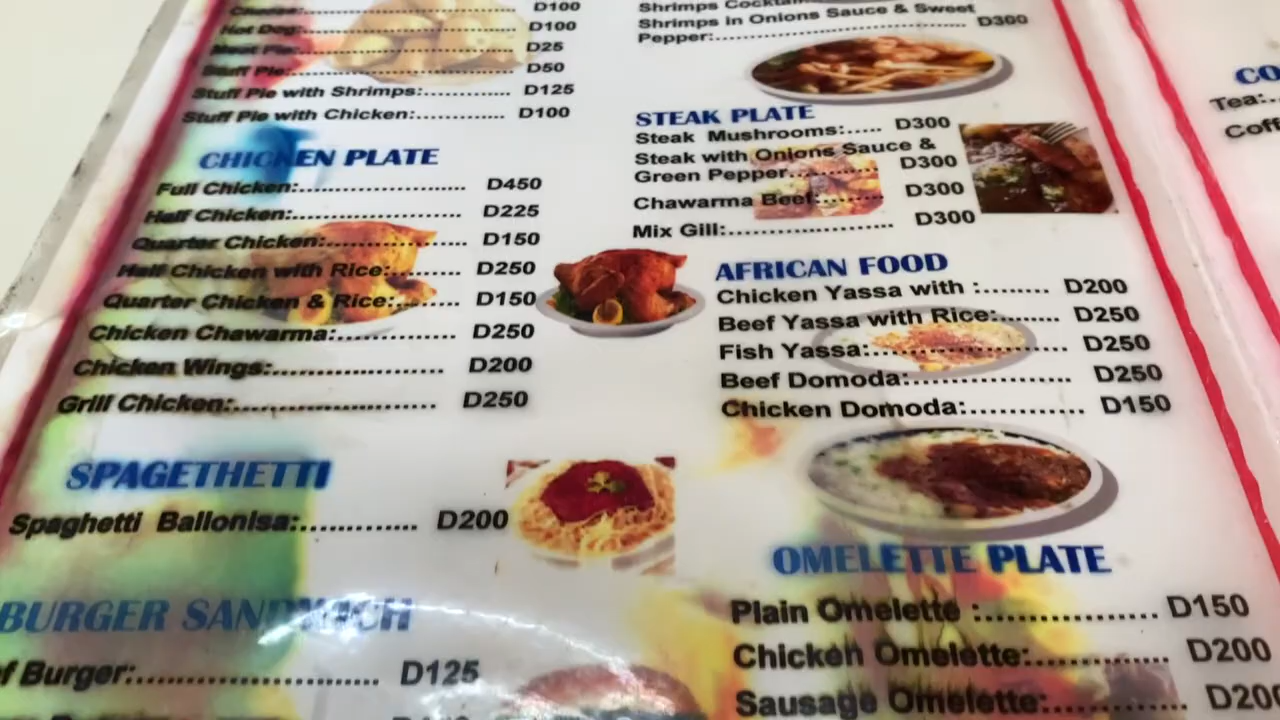 D100
Hot Dog:................ D100
Meat Pie:................ D25
Stuff Pie:................ D50
Stuff Pie with Shrimps:............ D125
Stuff Pie with Chicken:............ D100
CHICKEN PLATE
Full Chicken:........................ D450
Half Chicken:........................ D225
Quarter Chicken:........................ D150
Half Chicken with Rice:........... D250
Quarter Chicken & Rice:.......... D150
Chicken Chawarma:................. D250
Chicken Wings:....................... D200
Grill Chicken:........................... D250
SPAGETHETTI
Spaghetti Ballonisa:................ D200
BURGER SANDWICH
Burger:............................ D125
Shrimps Cocktail
Shrimps in Onions Sauce & Sweet
Pepper:.............................. D300
STEAK PLATE
Steak Mushrooms:..... D300
Steak with Onions Sauce &
Green Pepper............ D300
Chawarma Beef:......... D300
Mix Gill:...................... D300
AFRICAN FOOD
Chicken Yassa with :........ D200
Beef Yassa with Rice:........ D250
Fish Yassa:........................ D250
Beef Domoda:.................. D250
Chicken Domoda:............ D150
OMELETTE PLATE
Plain Omelette :.................. D150
Chicken Omelette:............. D200
Sausage Omelette:
CO
Tea:..
Coff